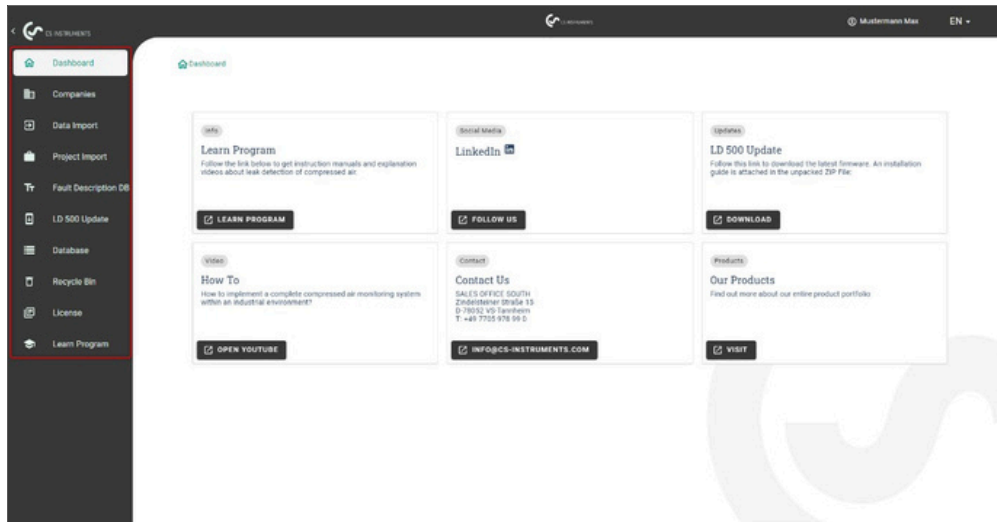 CS INSTRUMENTS
CS INSTRUMENTS
Mustermann Max
EN
Dashboard
Companies
Data Import
Project Import
Fault Description DB
LD 500 Update
Database
Recycle Bin
License
Learn Program
Dashboard
Info
Learn Program
Follow the link below to get instruction manuals and explanation
videos about leak detection of compressed air.
LEARN PROGRAM
Social Media
LinkedIn
FOLLOW US
Updates
LD 500 Update
Follow this link to download the latest firmware. An installation
guide is attached in the unpacked ZIP File.
DOWNLOAD
Video
How To
How to implement a complete compressed air monitoring system
within an industrial environment?
OPEN YOUTUBE
Contact
Contact Us
SALES OFFICE SOUTH
Zindelsteiner Straße 15
D-78052 VS-Tannheim
T: +49 7705 978 99 0
INFO@CS-INSTRUMENTS.COM
Products
Our Products
Find out more about our entire product portfolio
VISIT